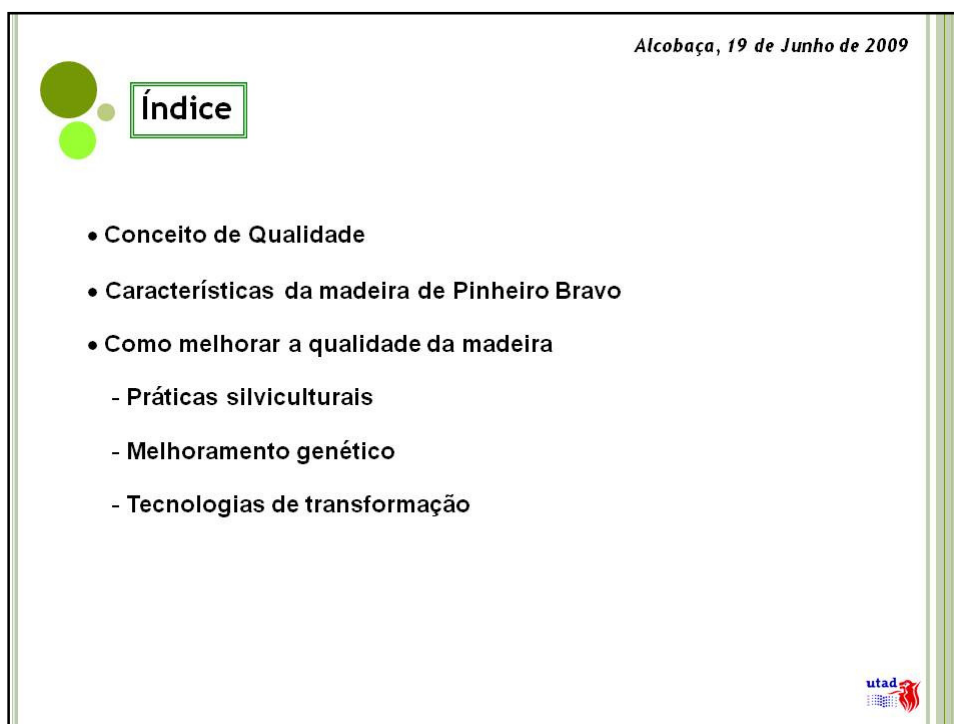 Alcobaça, 19 de Junho de 2009
Índice
• Conceito de Qualidade
• Características da madeira de Pinheiro Bravo
• Como melhorar a qualidade da madeira
- Práticas silviculturais
- Melhoramento genético
- Tecnologias de transformação
utad